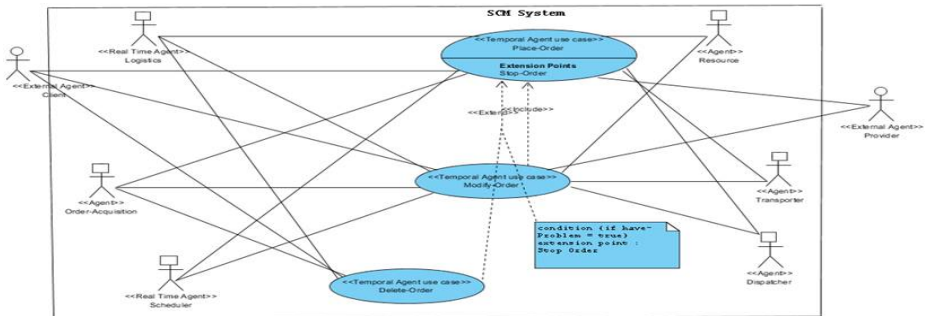 SCM System
<<Real Time Agent>>
Logistics
<<Temporal Agent use case>>
Place-Order
Extension Points
Stop-Order
<<Agent>>
Resource
<<External Agent>>
Client
<<Extend>>
<<Include>>
<<External Agent>>
Provider
<<Temporal Agent use case>>
Modify-Order
<<Agent>>
Order-Acquistion
<<Agent>>
Transporter
condition (if have-
Problem = true)
extension point :
Stop Order
<<Agent>>
Dispatcher
<<Real Time Agent>>
Scheduler
<<Temporal Agent use case>>
Delete-Order